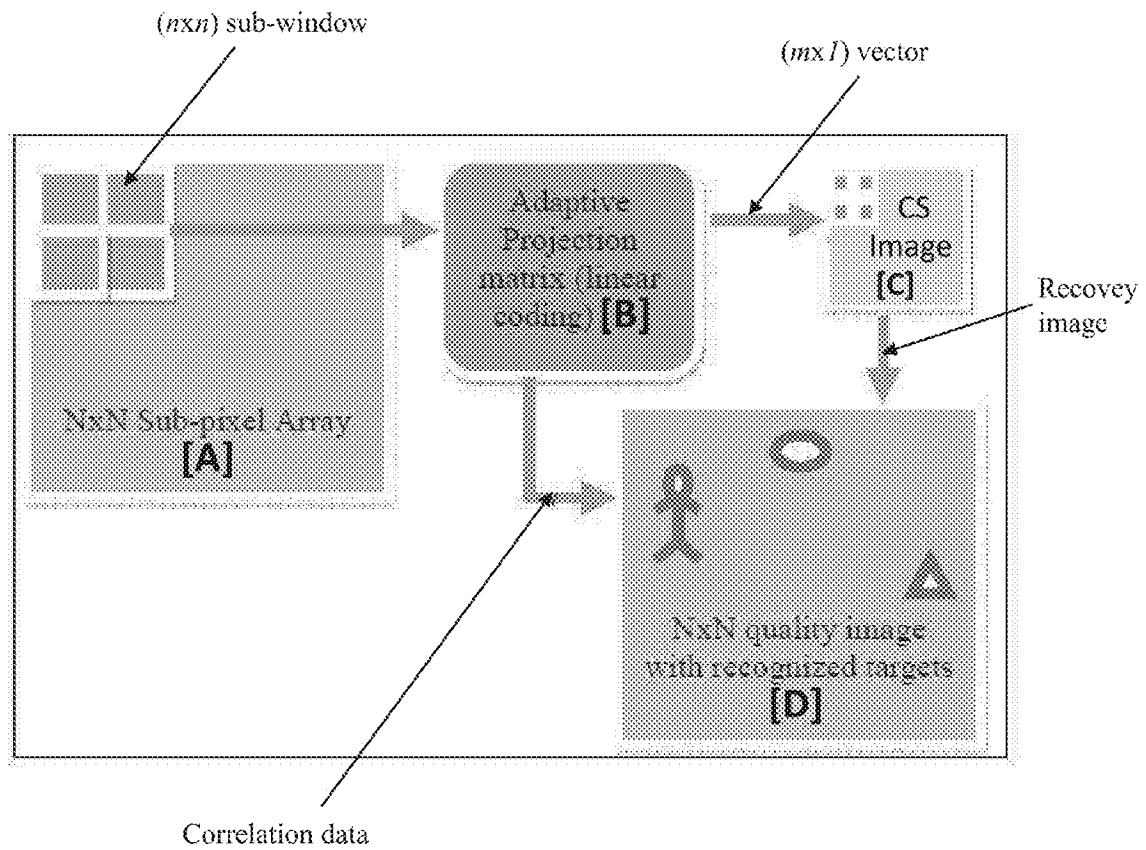 (nxn) sub-window
(mx1) vector
Adaptive
Projection
matrix (linear
coding) [B]
CS
Image
[C]
Recovey
image
NxN Sub-pixel Array
[A]
NxN quality image
with recognized targets
[D]
Correlation data